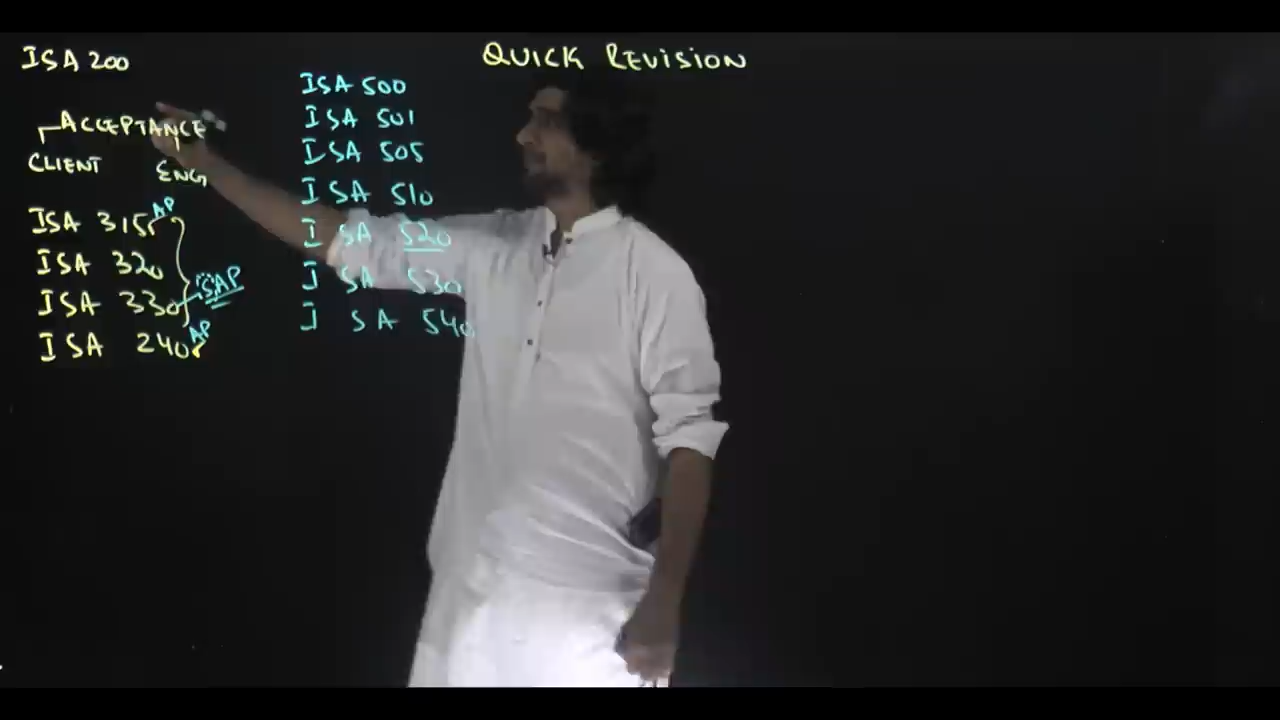 QUICK REVISION
ISA 200
ACCEPTANCE
CLIENT ENG
ISA 315 AP
ISA 320
ISA 330 SAP
ISA 240 AP
ISA 500
ISA 501
ISA 505
ISA 510
ISA 520
ISA 530
ISA 540